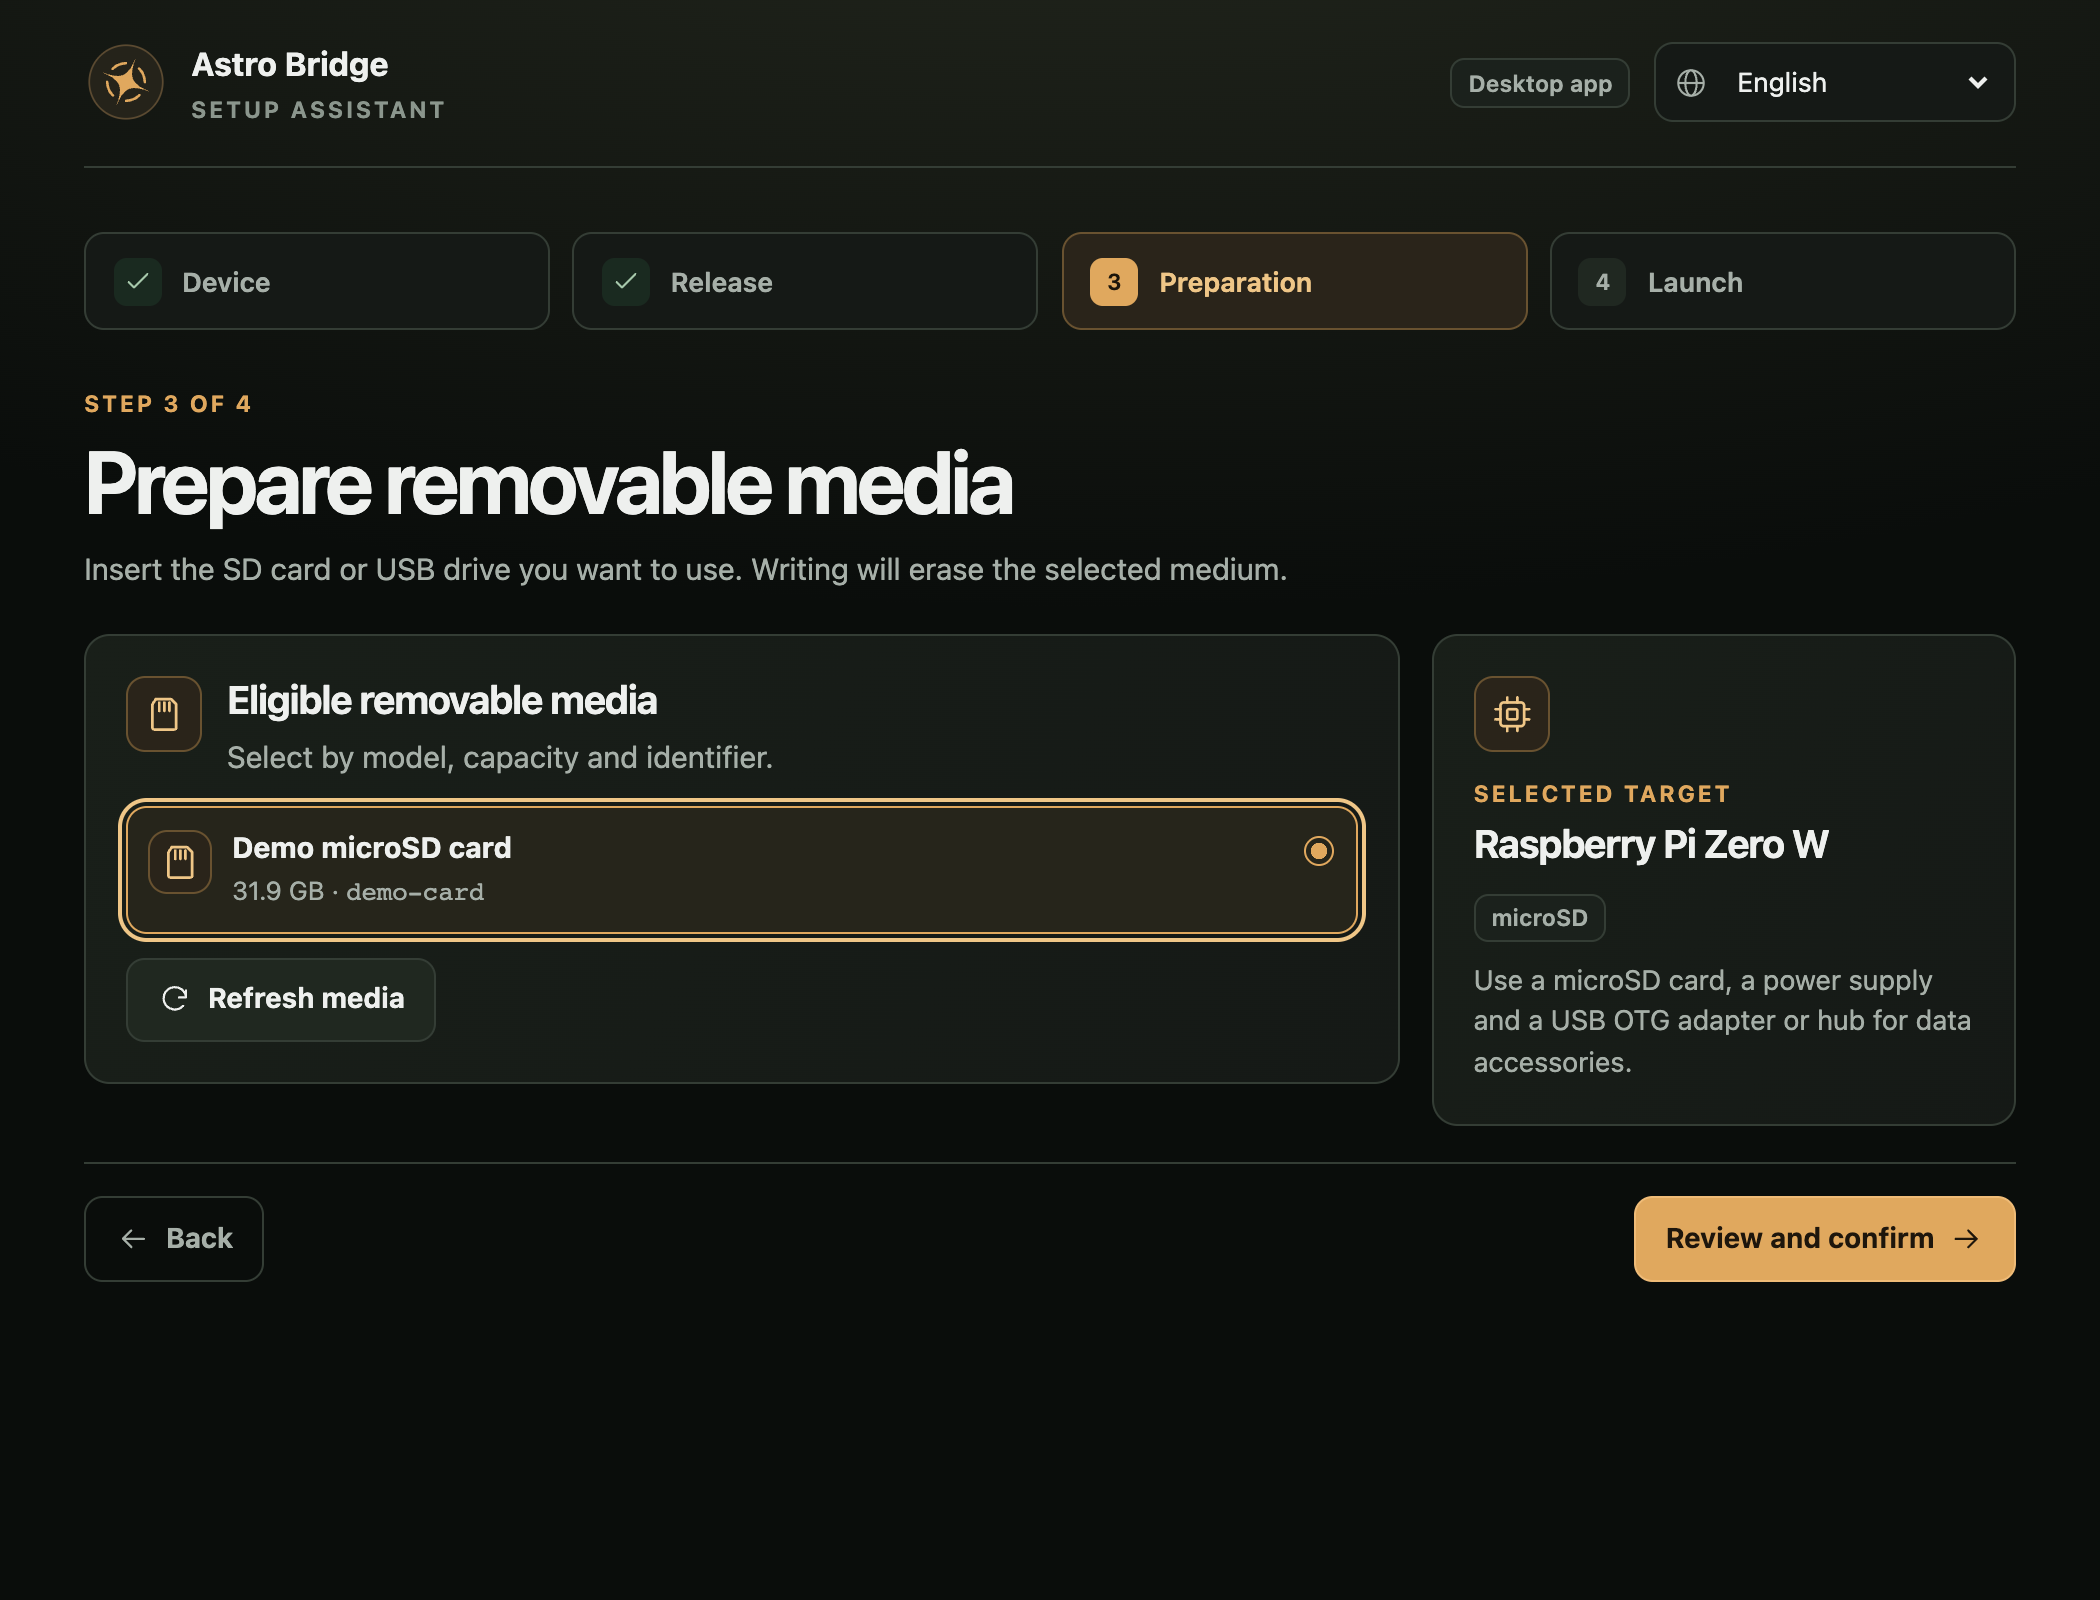 Astro Bridge
SETUP ASSISTANT
Desktop app
English
Device
Release
3 Preparation
4 Launch
STEP 3 OF 4
Prepare removable media
Insert the SD card or USB drive you want to use. Writing will erase the selected medium.
Eligible removable media
Select by model, capacity and identifier.
Demo microSD card
31.9 GB · demo-card
Refresh media
SELECTED TARGET
Raspberry Pi Zero W
microSD
Use a microSD card, a power supply
and a USB OTG adapter or hub for data
accessories.
Back
Review and confirm